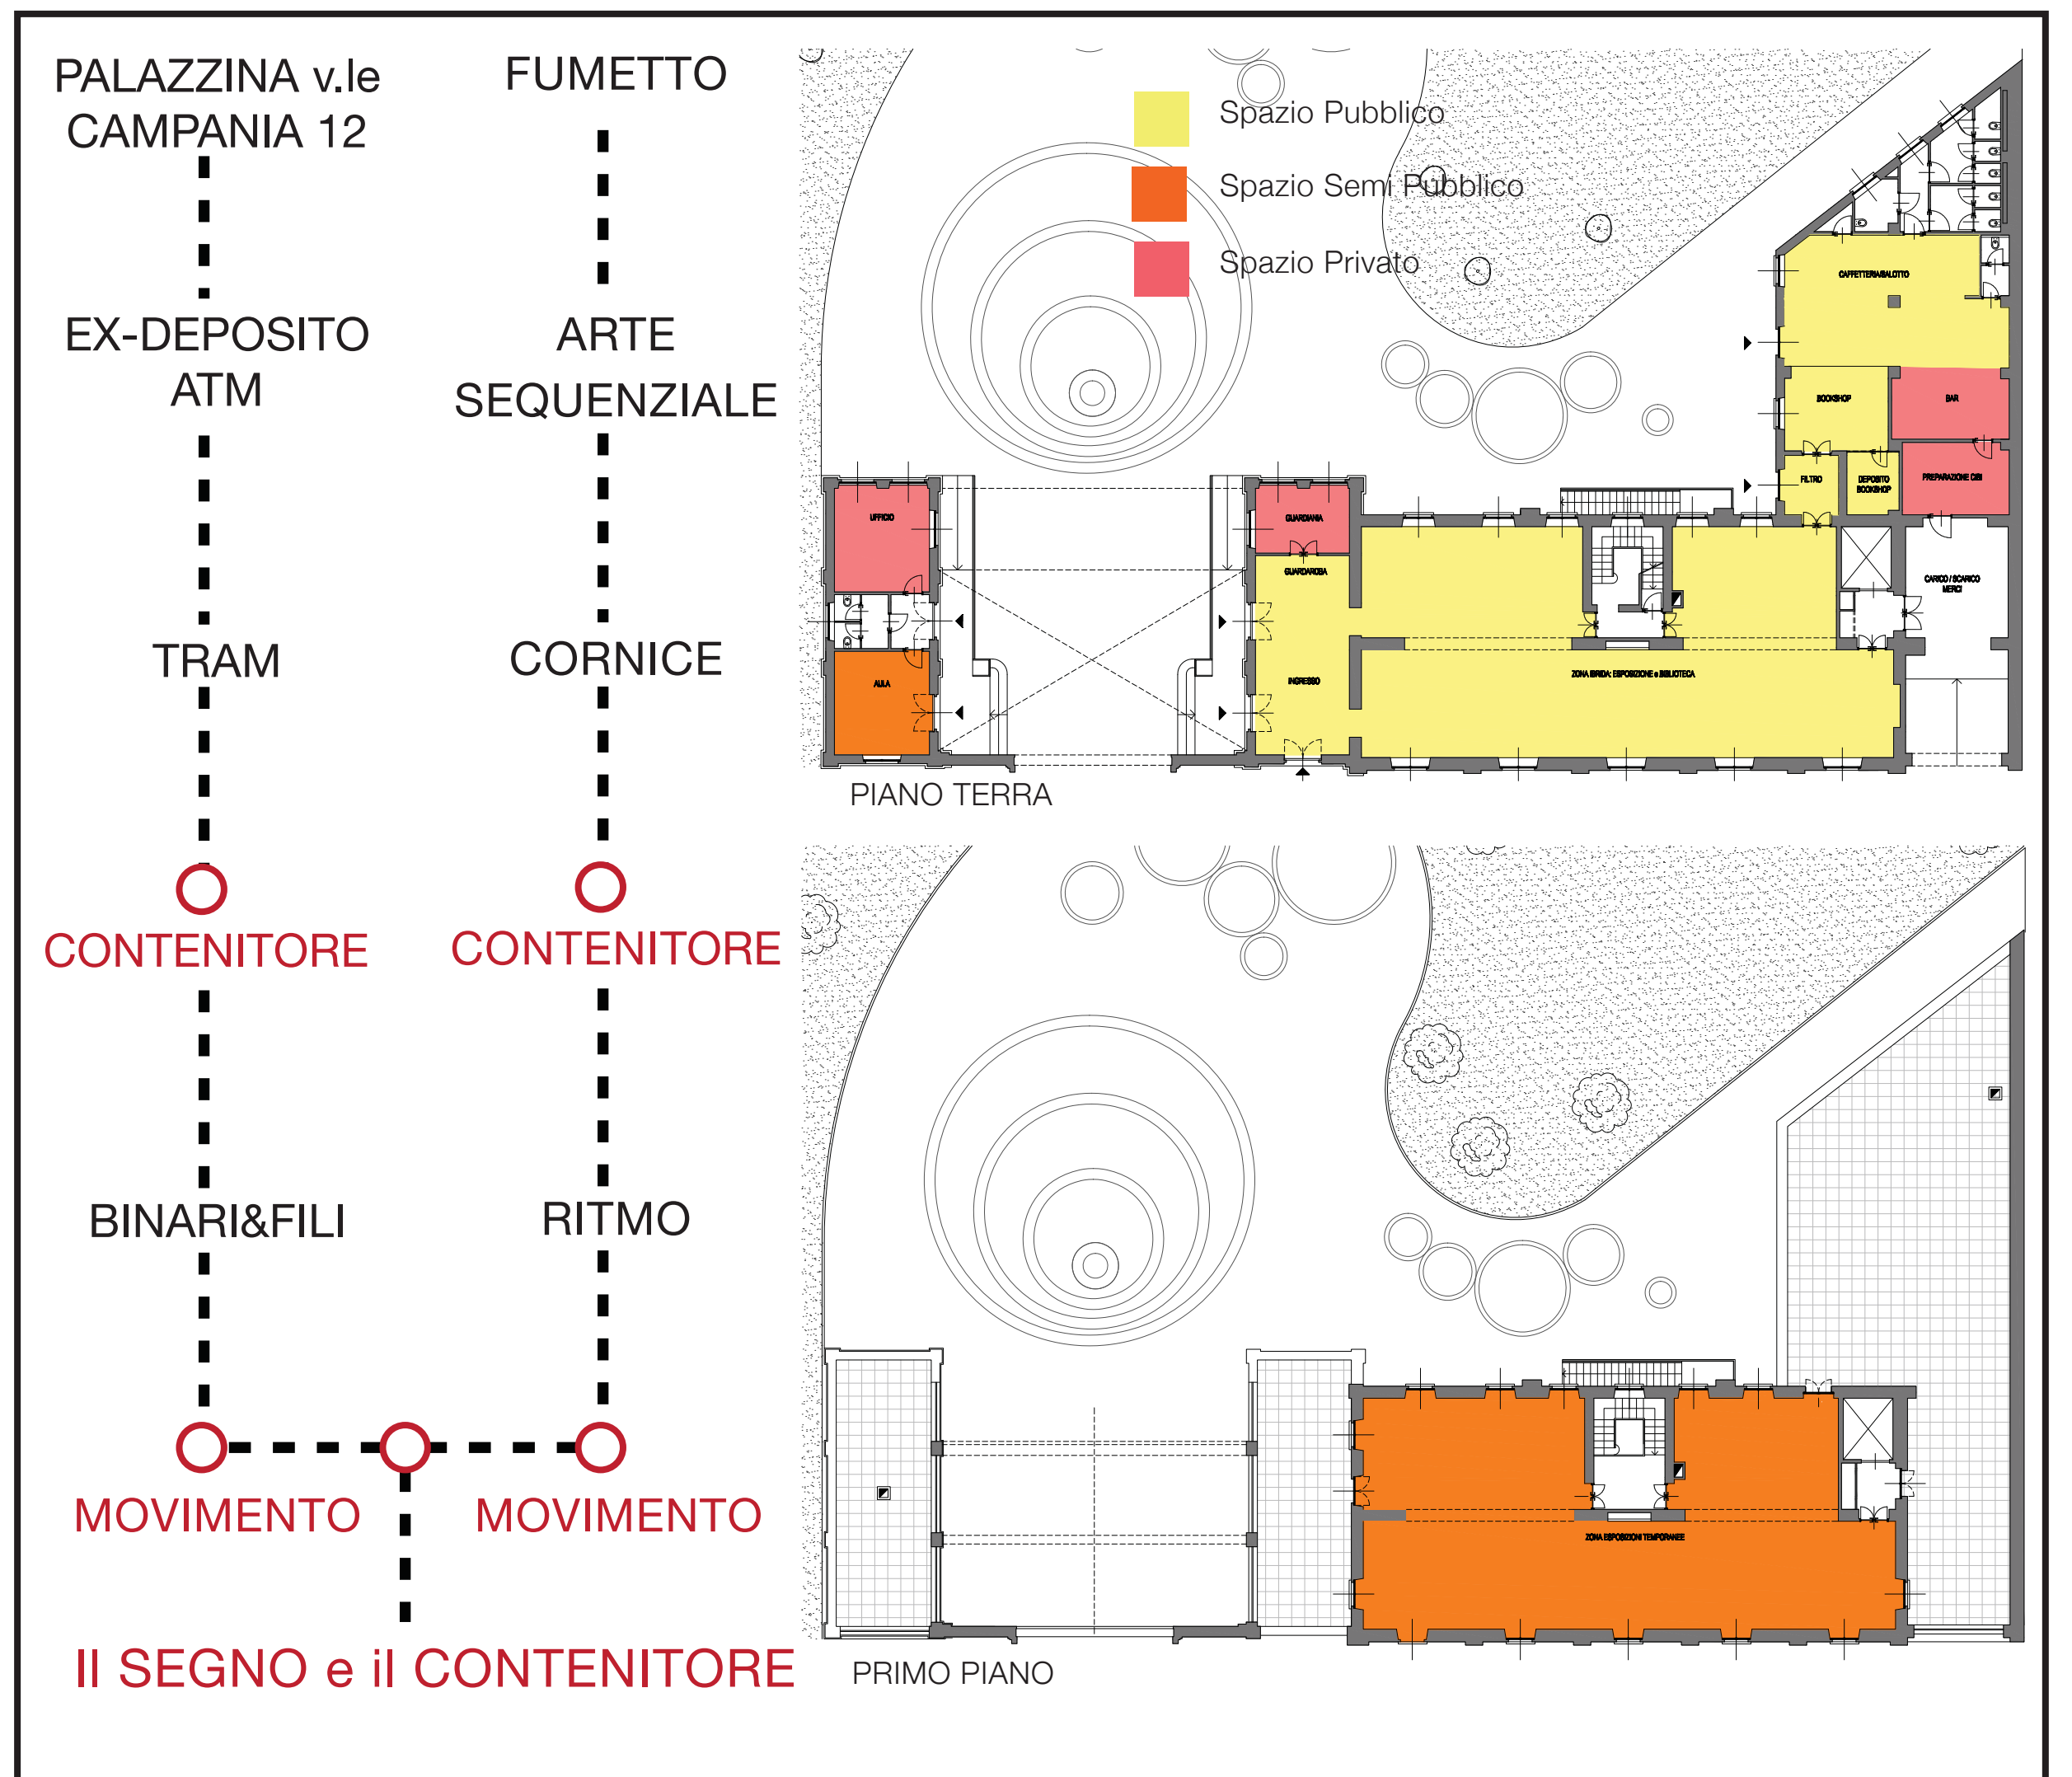 PALAZZINA v.le
CAMPANIA 12
EX-DEPOSITO
ATM
TRAM
CONTENITORE
BINARI&FILI
MOVIMENTO
FUMETTO
ARTE
SEQUENZIALE
CORNICE
CONTENITORE
RITMO
MOVIMENTO
Il SEGNO e il CONTENITORE
Spazio Pubblico
Spazio Semi Pubblico
Spazio Privato
CAFFETTERIA/SALOTTO
BOOKSHOP
BAR
FILTRO
DEPOSITO
BOOKSHOP
PREPARAZIONE CIBI
UFFICIO
GUARDIANIA
GUARDAROBA
CARICO / SCARICO
MERCI
AULA
INGRESSO
ZONA IBRIDA: ESPOSIZIONE e BIBLIOTECA
PIANO TERRA
ZONA ESPOSIZIONI TEMPORANEE
PRIMO PIANO